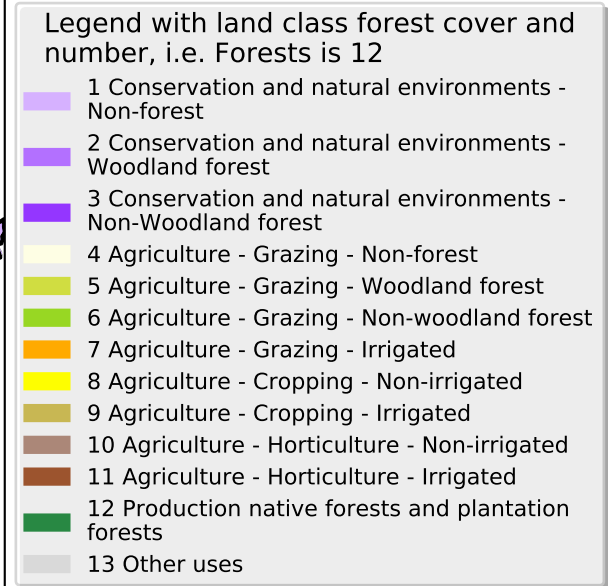 Legend with land class forest cover and
number, i.e. Forests is 12
1 Conservation and natural environments -
Non-forest
2 Conservation and natural environments -
Woodland forest
3 Conservation and natural environments -
Non-Woodland forest
4 Agriculture - Grazing - Non-forest
5 Agriculture - Grazing - Woodland forest
6 Agriculture - Grazing - Non-woodland forest
7 Agriculture - Grazing - Irrigated
8 Agriculture - Cropping - Non-irrigated
9 Agriculture - Cropping - Irrigated
10 Agriculture - Horticulture - Non-irrigated
11 Agriculture - Horticulture - Irrigated
12 Production native forests and plantation
forests
13 Other uses